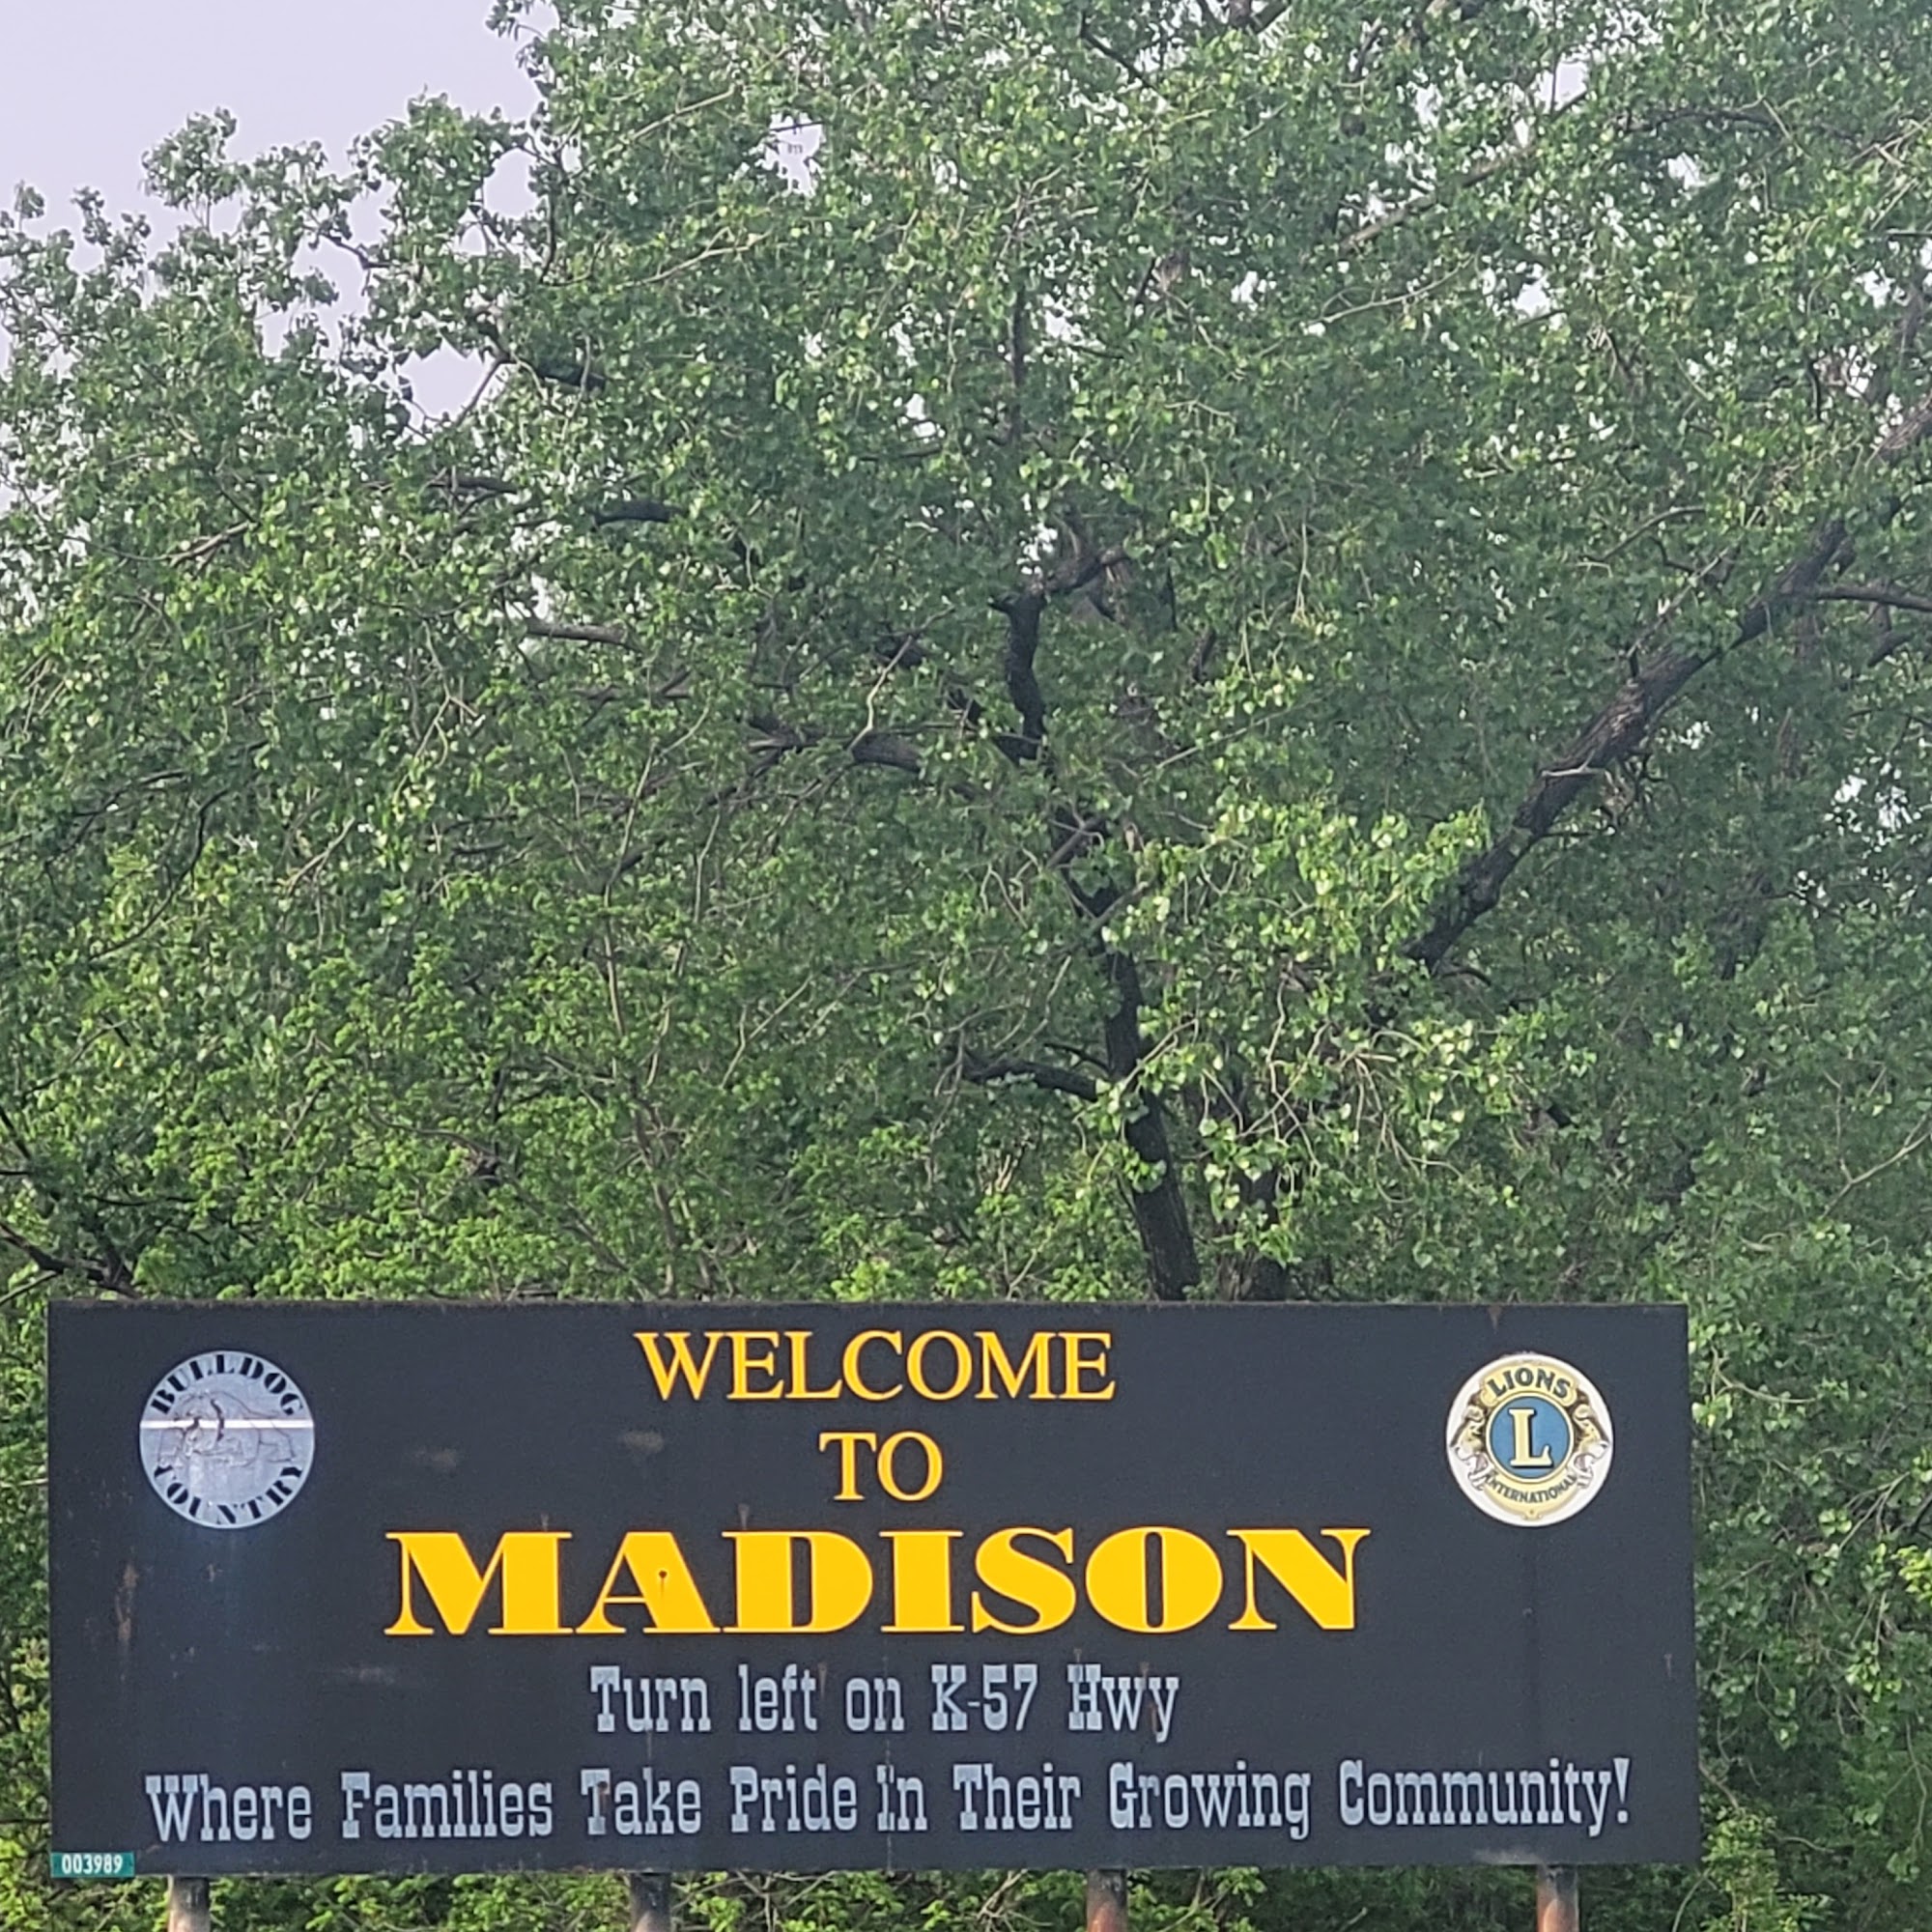 WELCOME
TO
MADISON
Turn left on K-57 Hwy
Where Families Take Pride In Their Growing Community!
BULLDOG
COUNTRY
LIONS
L
INTERNATIONAL
003989